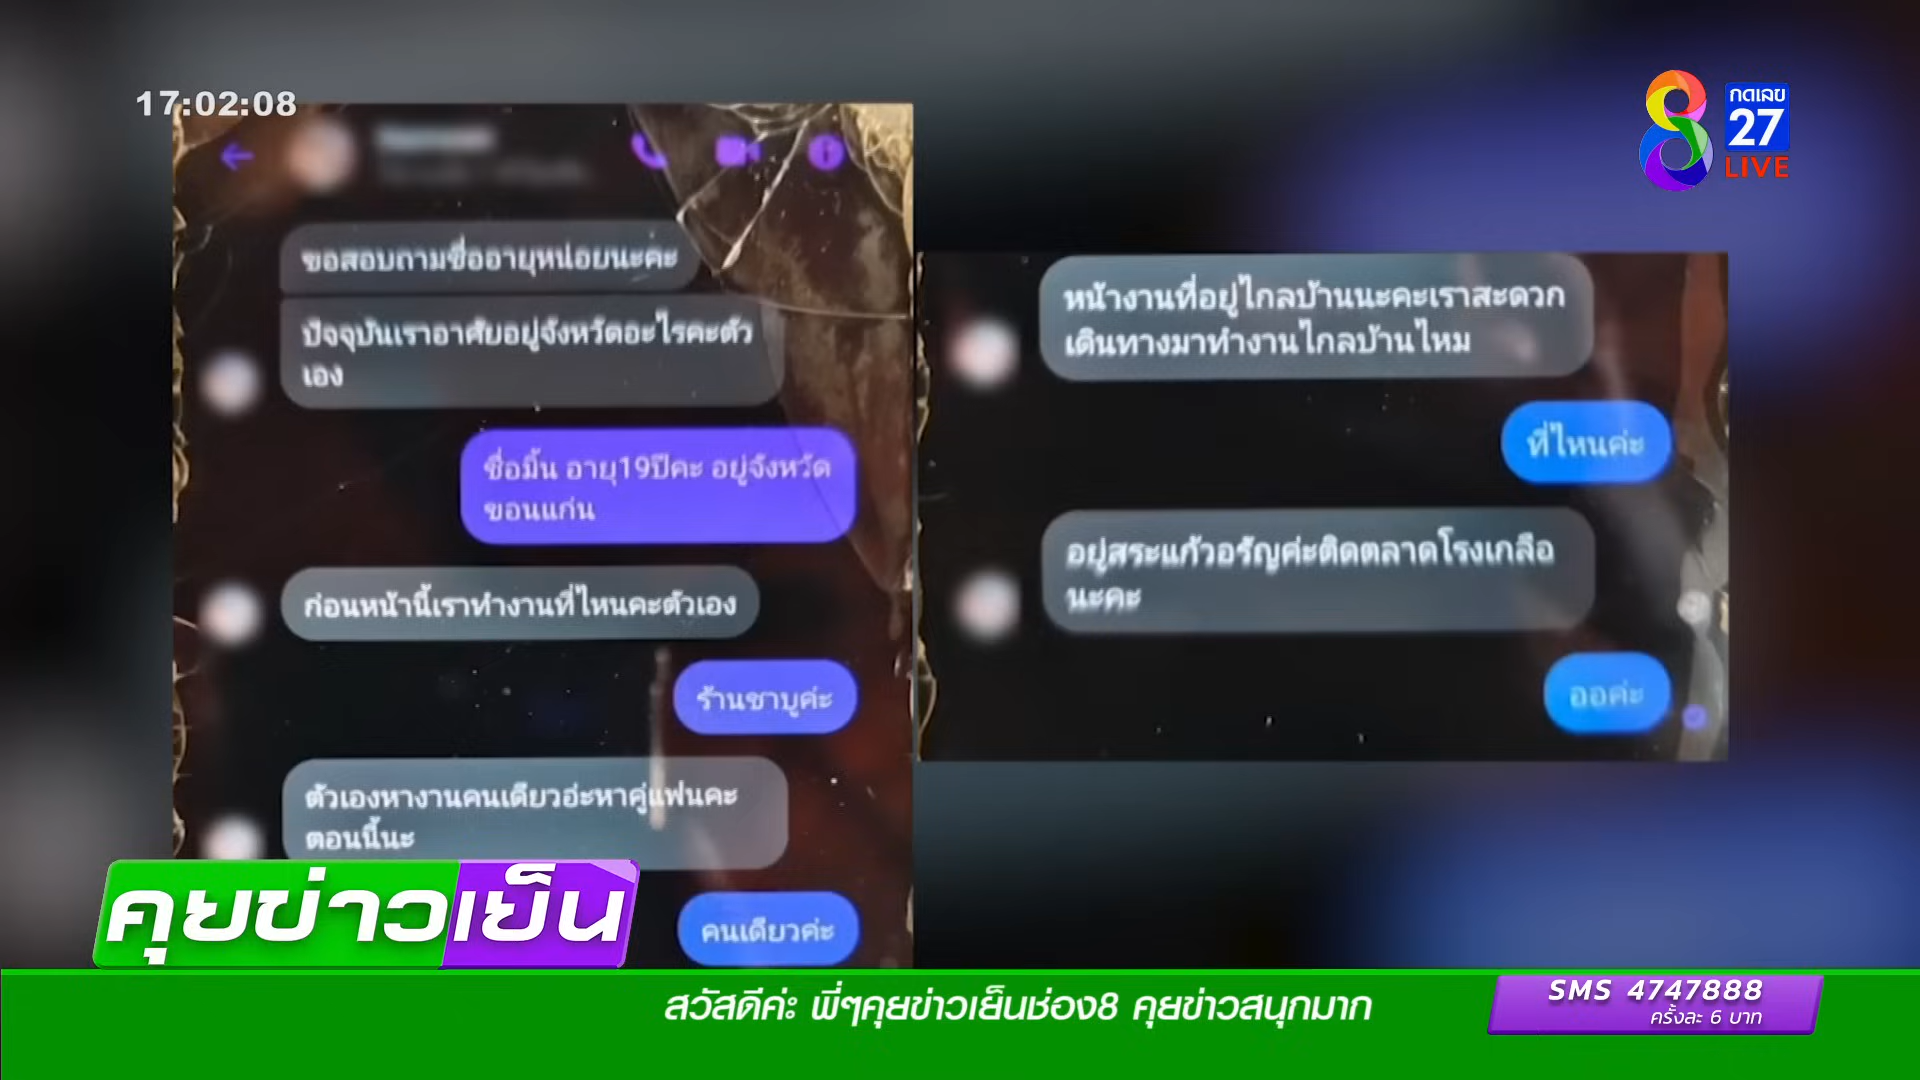 17:02:08
กดเลข
27
LIVE
ขอสอบถามชื่ออายุหน่อยนะคะ
ปัจจุบันเราอาศัยอยู่จังหวัดอะไรคะตัว
เอง
ชื่อมิ้น อายุ19ปีคะ อยู่จังหวัด
ขอนแก่น
ก่อนหน้านี้เราทำงานที่ไหนคะตัวเอง
ร้านชาบูค่ะ
ตัวเองหางานคนเดียวอ่ะหาคู่แฟนคะ
ตอนนี้นะ
คนเดียวค่ะ
หน้างานที่อยู่ไกลบ้านนะคะเราสะดวก
เดินทางมาทำงานไกลบ้านไหม
ที่ไหนค่ะ
อยู่สระแก้วอรัญค่ะติดตลาดโรงเกลือ
นะคะ
ออค่ะ
คุยข่าวเย็น
สวัสดีค่ะ พี่ๆคุยข่าวเย็นช่อง8 คุยข่าวสนุกมาก
SMS 4747888
ครั้งละ 6 บาท